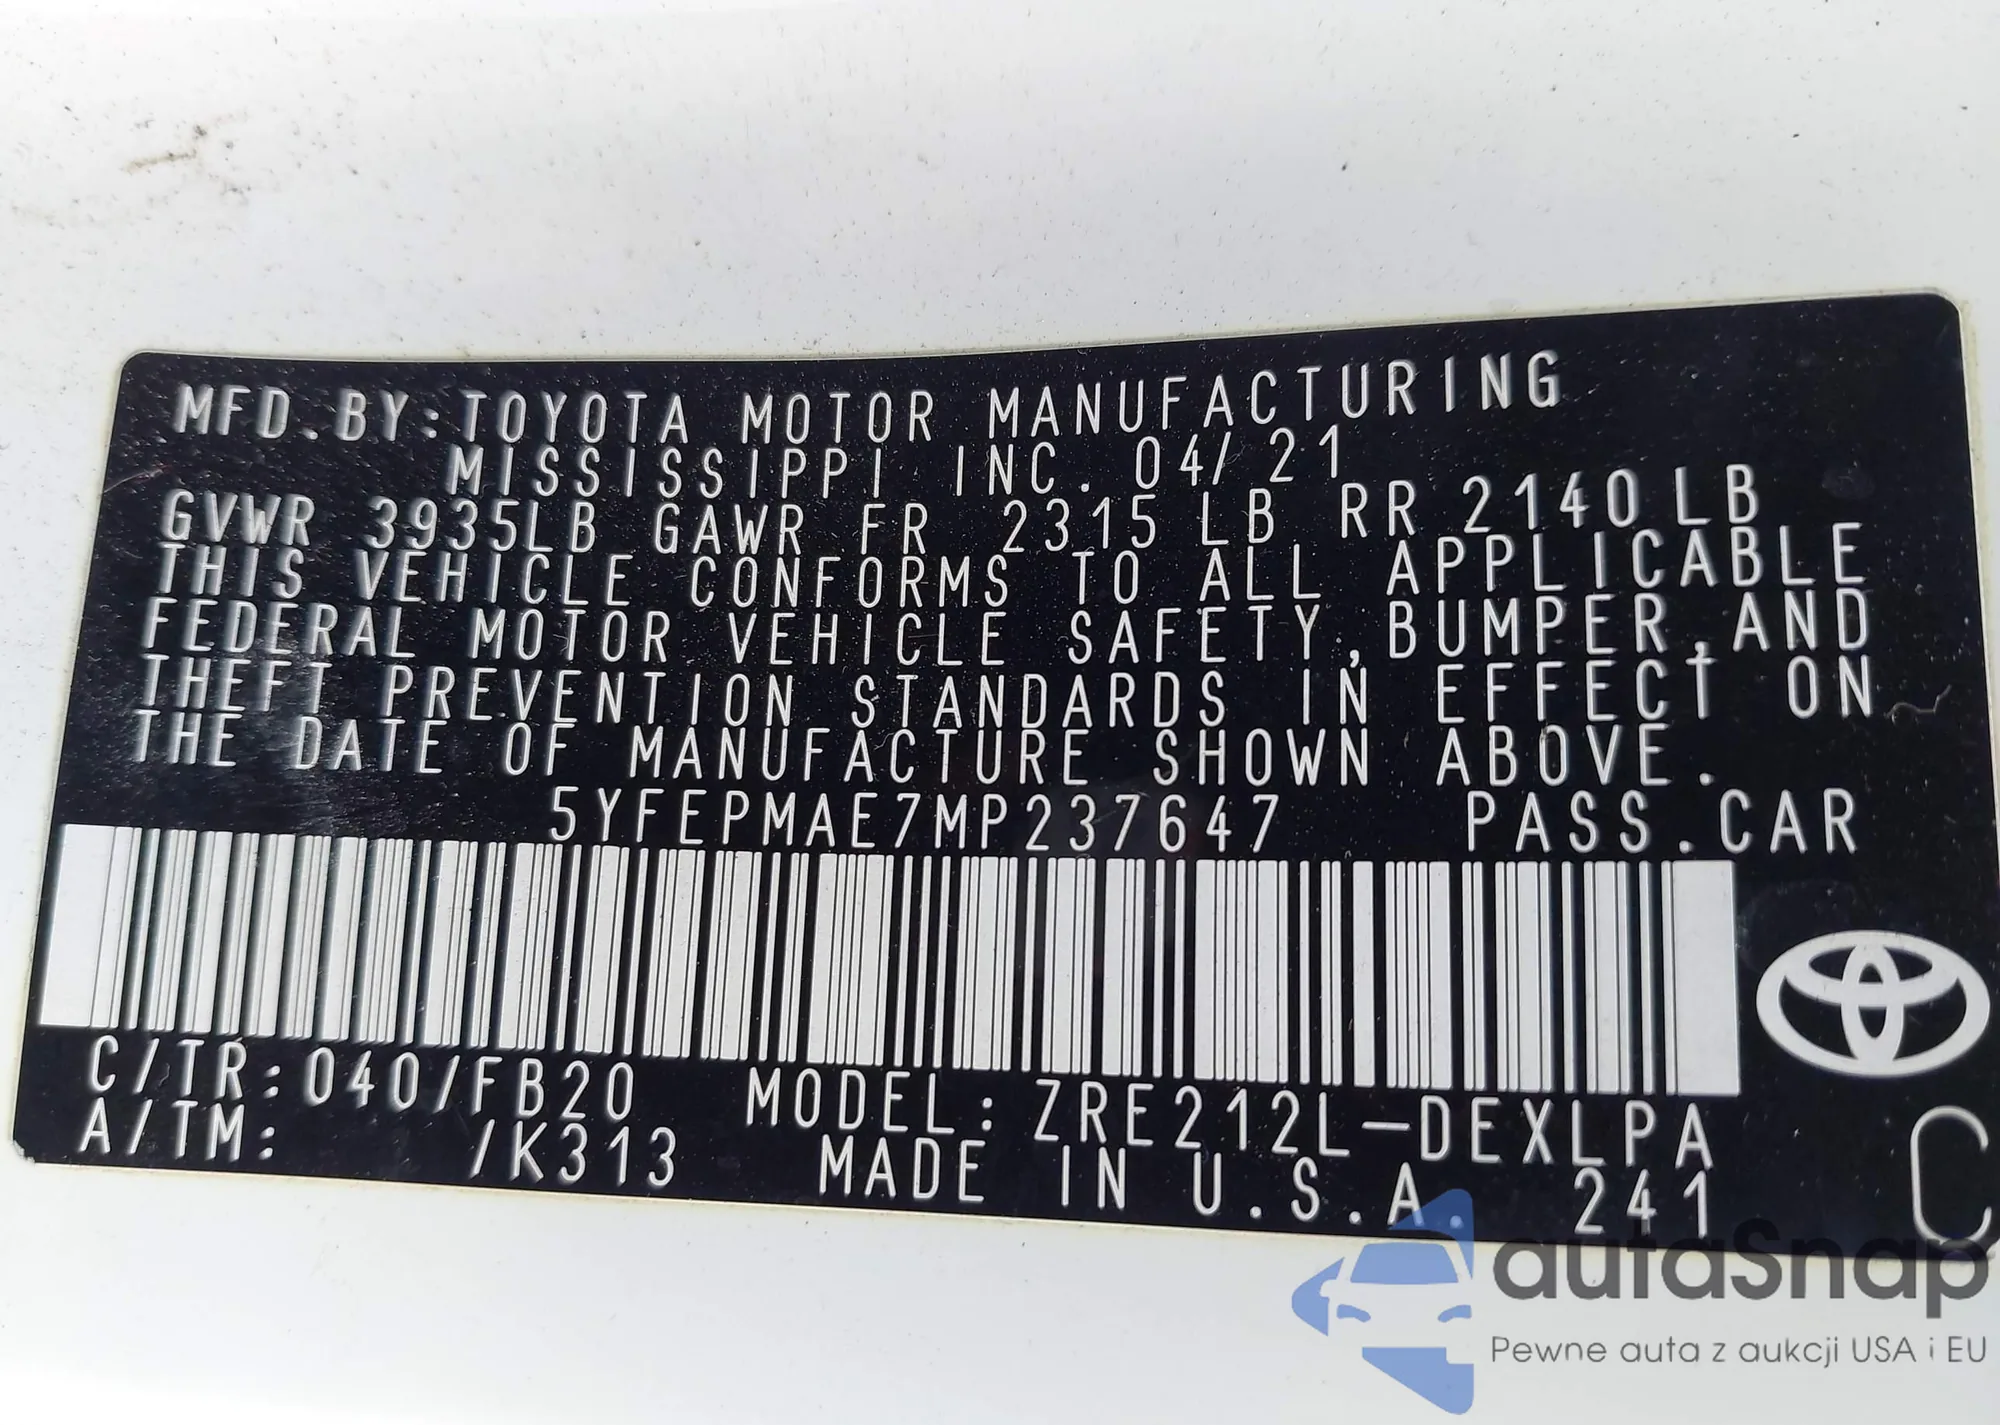 MFD.BY:TOYOTA MOTOR MANUFACTURING
MISSISSIPPI INC. 04/21
GVWR 3935LB GAWR FR 2315 LB RR 2140LB
THIS VEHICLE CONFORMS TO ALL APPLICABLE
FEDERAL MOTOR VEHICLE SAFETY,BUMPER,AND
THEFT PREVENTION STANDARDS IN EFFECT ON
THE DATE OF MANUFACTURE SHOWN ABOVE.
5YFEPMAE7MP237647 PASS.CAR
C/TR:040/FB20 MODEL: ZRE212L-DEXLPA
A/TM: /K313 MADE IN U.S.A. 241
C
autaSnap
Pewne auta z aukcji USA i EU